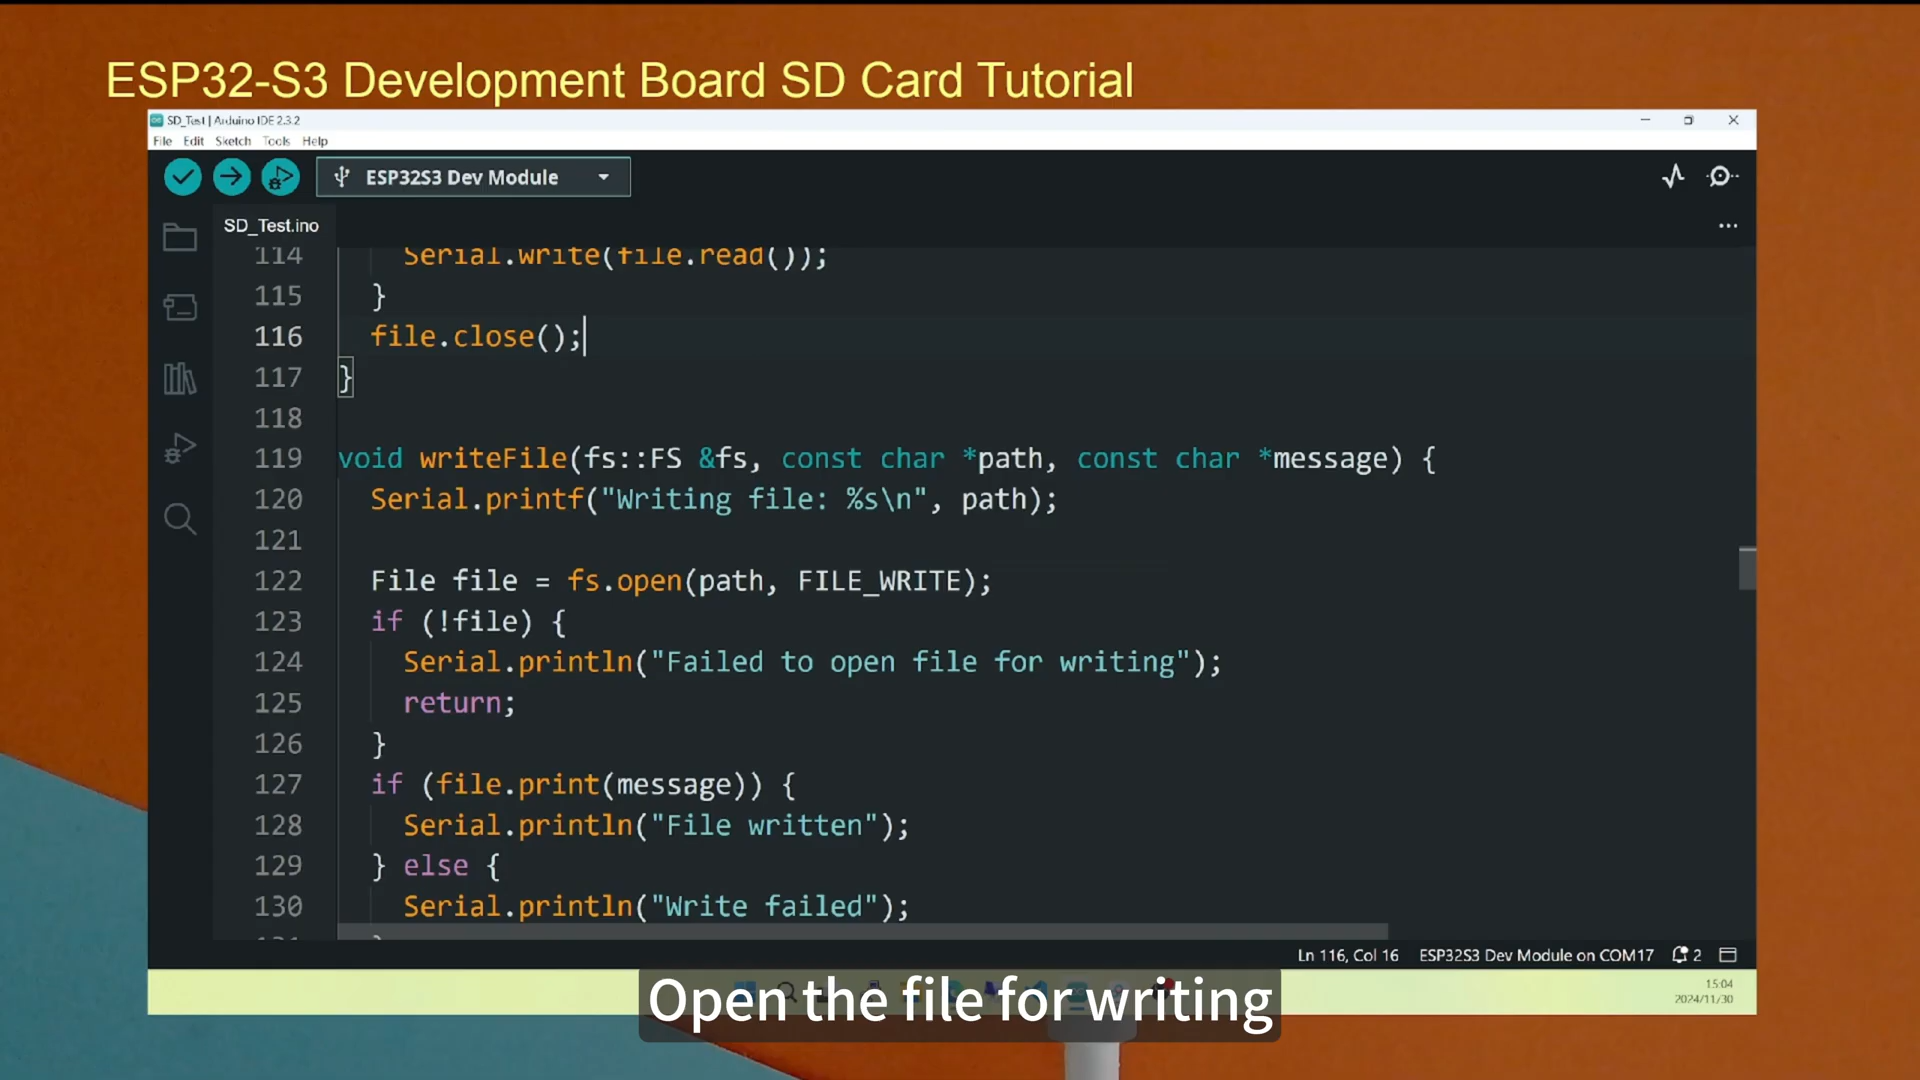 ESP32-S3 Development Board SD Card Tutorial
SD_Test | Arduino IDE 2.3.2
File Edit Sketch Tools Help
ESP32S3 Dev Module
SD_Test.ino
...
114 Serial.write(file.read());
115 }
116 file.close();
117 }
118
119 void writeFile(fs::FS &fs, const char *path, const char *message) {
120 Serial.printf("Writing file: %s\n", path);
121
122 File file = fs.open(path, FILE_WRITE);
123 if (!file) {
124 Serial.println("Failed to open file for writing");
125 return;
126 }
127 if (file.print(message)) {
128 Serial.println("File written");
129 } else {
130 Serial.println("Write failed");
Ln 116, Col 16 ESP32S3 Dev Module on COM17 2
15:04
2024/11/30
Open the file for writing